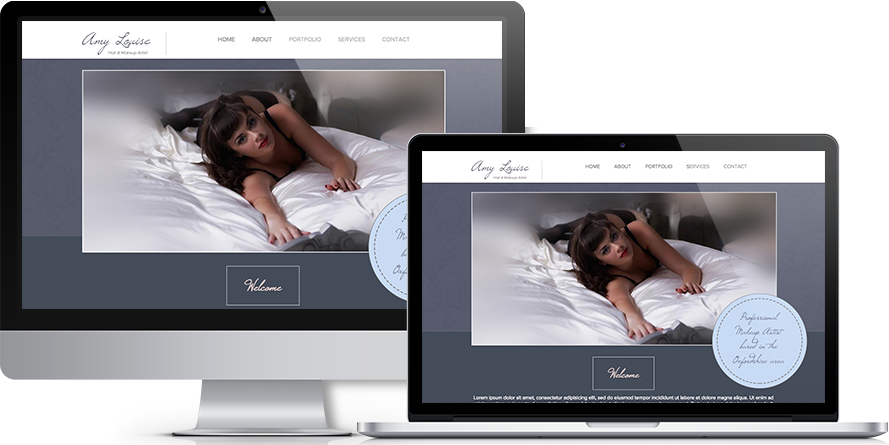 Amy Louise
Hair & Makeup Artist
HOME ABOUT PORTFOLIO SERVICES CONTACT
Welcome
Amy Louise
Hair & Makeup Artist
HOME ABOUT PORTFOLIO SERVICES CONTACT
Professional
Makeup Artist
based in the
Oxfordshire area
Welcome
Lorem ipsum dolor sit amet, consectetur adipisicing elit, sed do eiusmod tempor incididunt ut labore et dolore magna aliqua. Ut enim ad